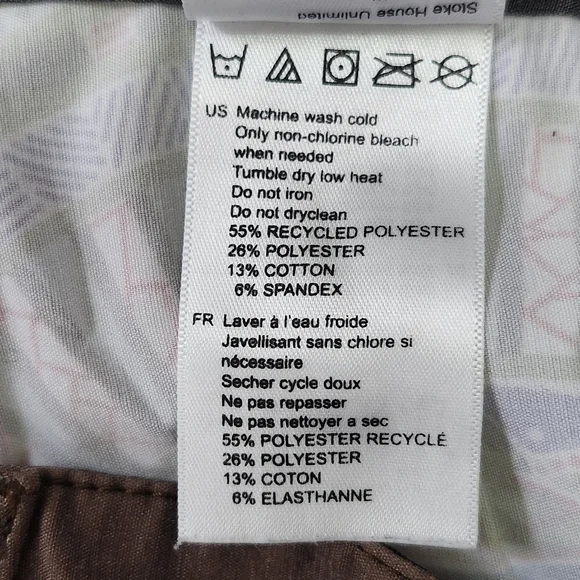 Stoke House Unlimited
US Machine wash cold
Only non-chlorine bleach
when needed
Tumble dry low heat
Do not iron
Do not dryclean
55% RECYCLED POLYESTER
26% POLYESTER
13% COTTON
6% SPANDEX
FR Laver à l'eau froide
Javellisant sans chlore si
nécessaire
Secher cycle doux
Ne pas repasser
Ne pas nettoyer a sec
55% POLYESTER RECYCLÉ
26% POLYESTER
13% COTON
6% ELASTHANNE